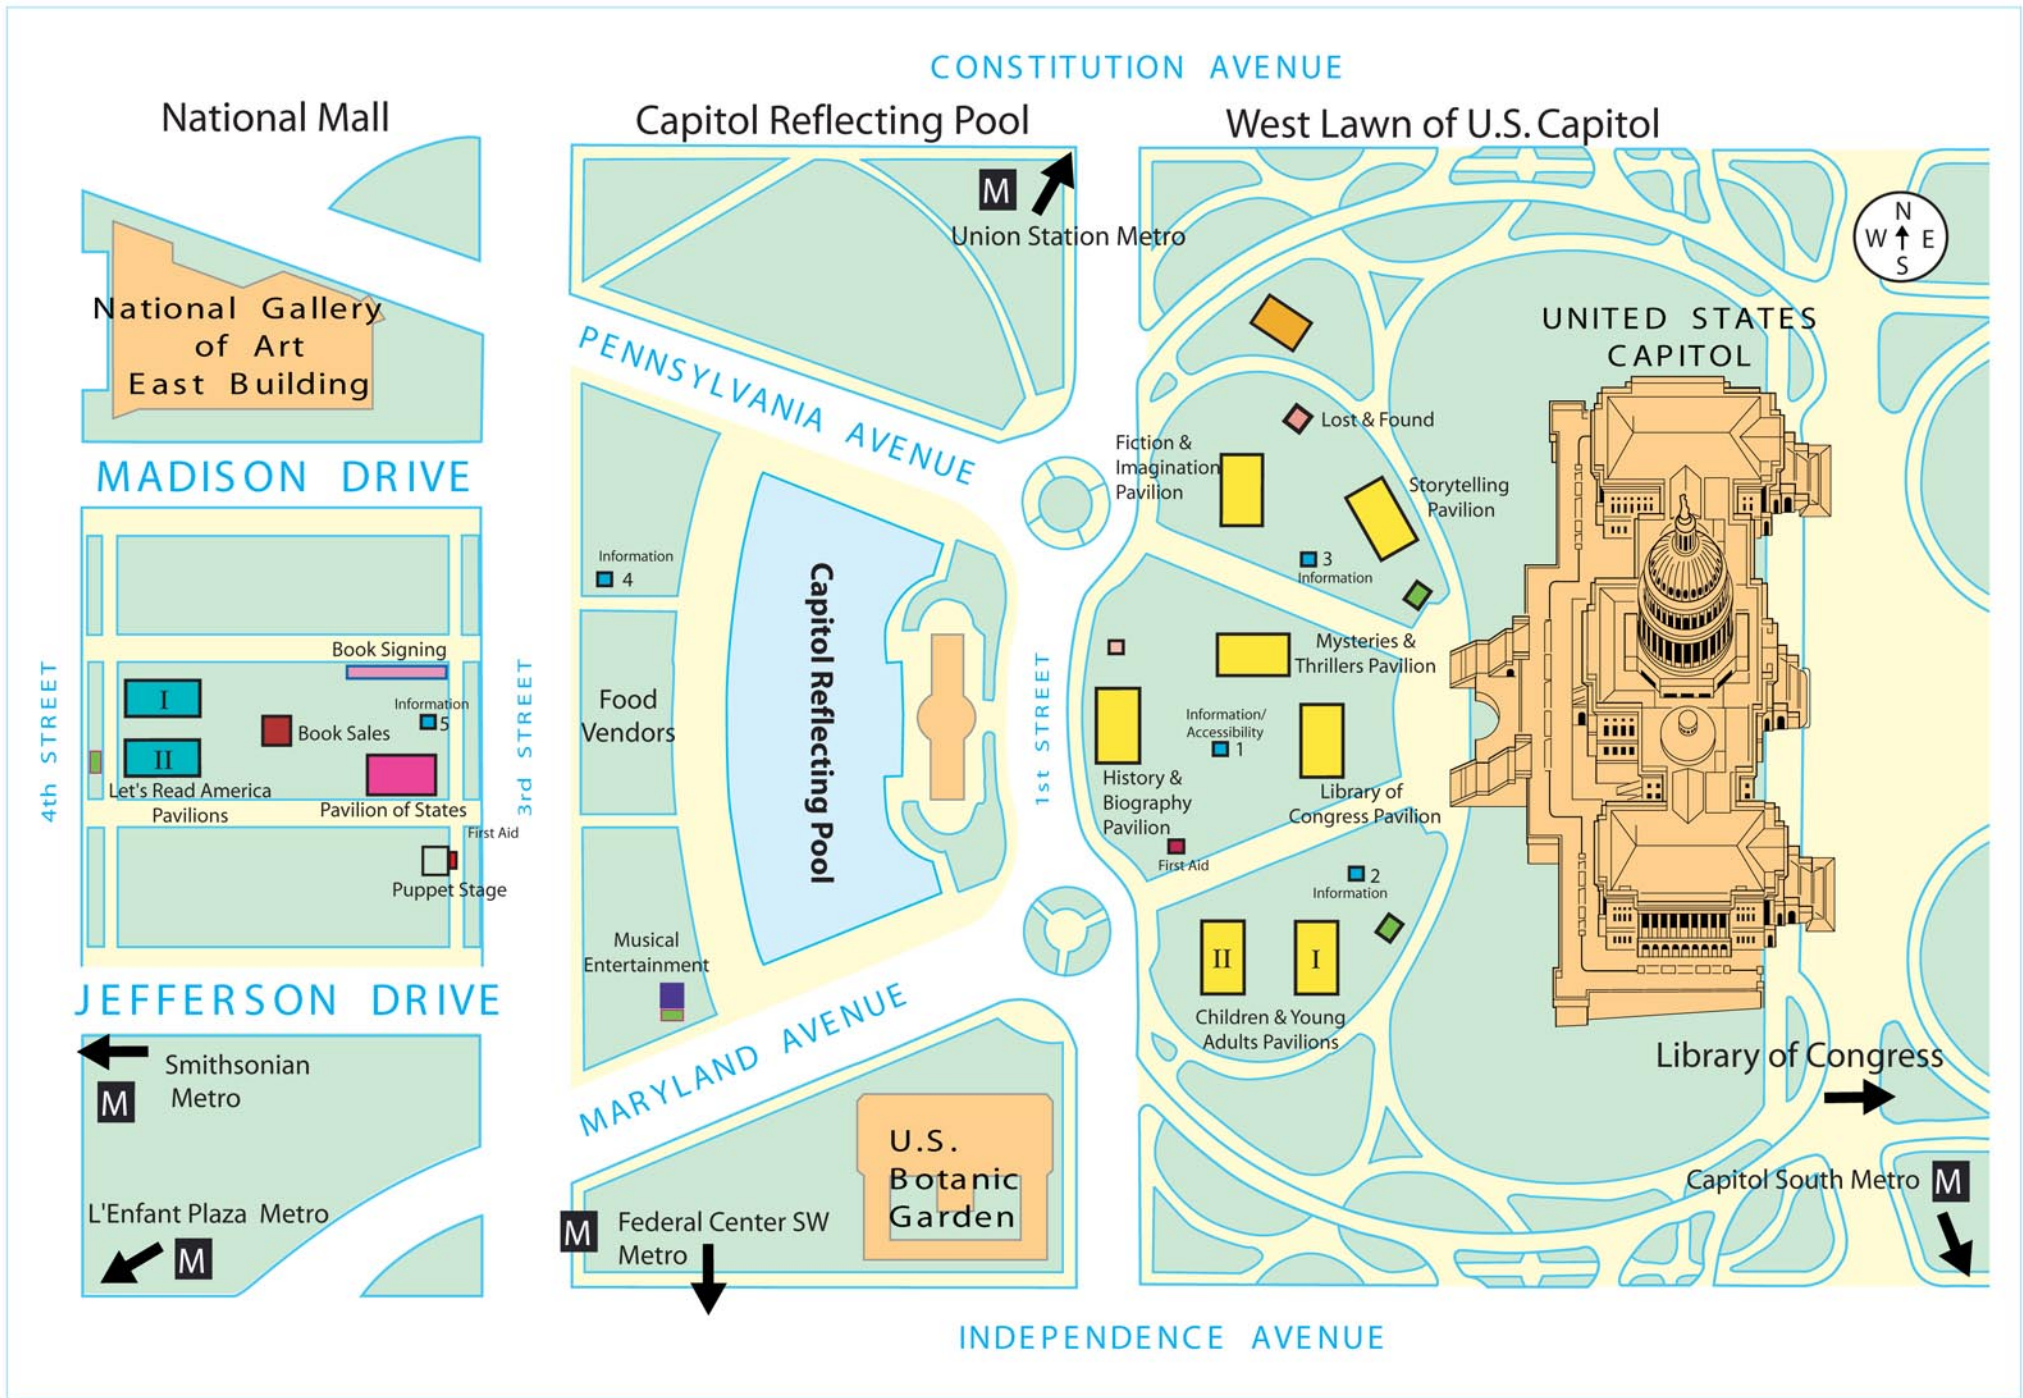 CONSTITUTION AVENUE
National Mall
Capitol Reflecting Pool
West Lawn of U.S. Capitol
M
Union Station Metro
N
W E
S
National Gallery
of Art
East Building
UNITED STATES
CAPITOL
PENNSYLVANIA AVENUE
MADISON DRIVE
Lost & Found
Fiction &
Imagination
Pavilion
Storytelling
Pavilion
3
Information
Information
4
Capitol Reflecting Pool
Book Signing
I
Information
5
Book Sales
II
Let's Read America
Pavilions
Pavilion of States
First Aid
Puppet Stage
4th STREET
3rd STREET
Food
Vendors
1st STREET
Mysteries &
Thrillers Pavilion
Information/
Accessibility
1
History &
Biography
Pavilion
Library of
Congress Pavilion
First Aid
2
Information
II
I
Children & Young
Adults Pavilions
Musical
Entertainment
JEFFERSON DRIVE
MARYLAND AVENUE
Smithsonian
Metro
M
L'Enfant Plaza Metro
M
U.S.
Botanic
Garden
M
Federal Center SW
Metro
Library of Congress
Capitol South Metro
M
INDEPENDENCE AVENUE